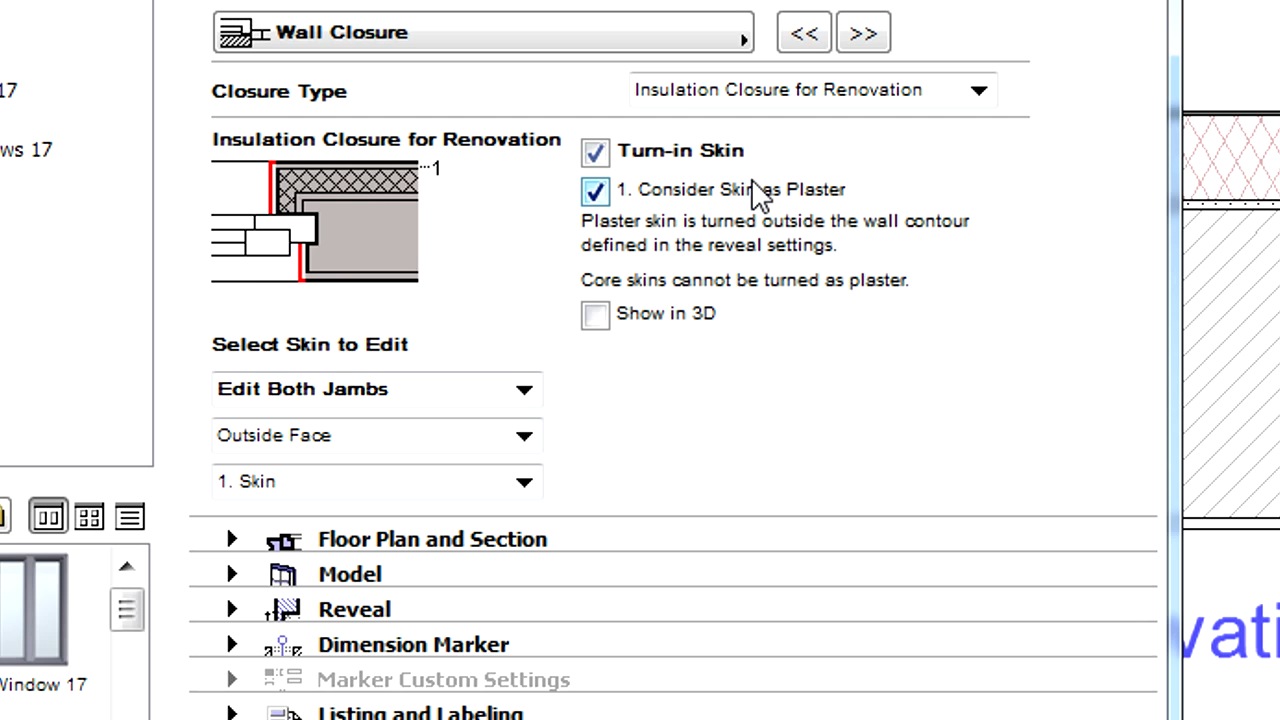 Wall Closure
<< >>
17
Closure Type
Insulation Closure for Renovation
Insulation Closure for Renovation
1
Turn-in Skin
ws 17
1. Consider Skin as Plaster
Plaster skin is turned outside the wall contour
defined in the reveal settings.
Core skins cannot be turned as plaster.
Show in 3D
Select Skin to Edit
Edit Both Jambs
Outside Face
1. Skin
Floor Plan and Section
Model
Reveal
Dimension Marker
Marker Custom Settings
Window 17
Listing and Labeling
vati